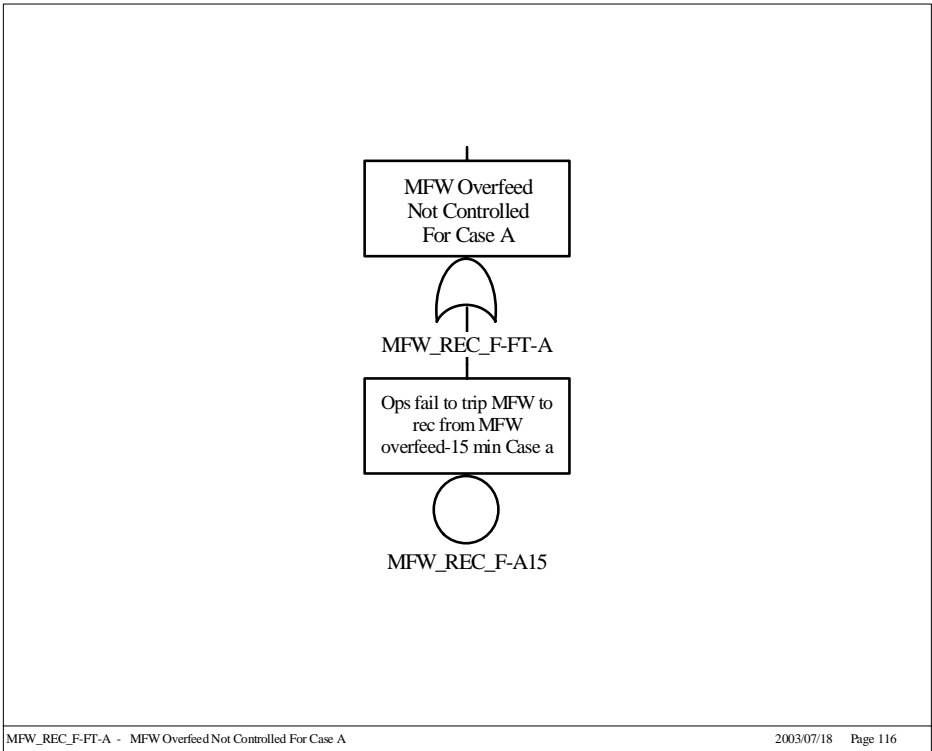 MFW Overfeed
Not Controlled
For Case A
MFW_REC_F-FT-A
Ops fail to trip MFW to
rec from MFW
overfeed-15 min Case a
MFW_REC_F-A15
MFW_REC_F-FT-A - MFW Overfeed Not Controlled For Case A 2003/07/18 Page 116